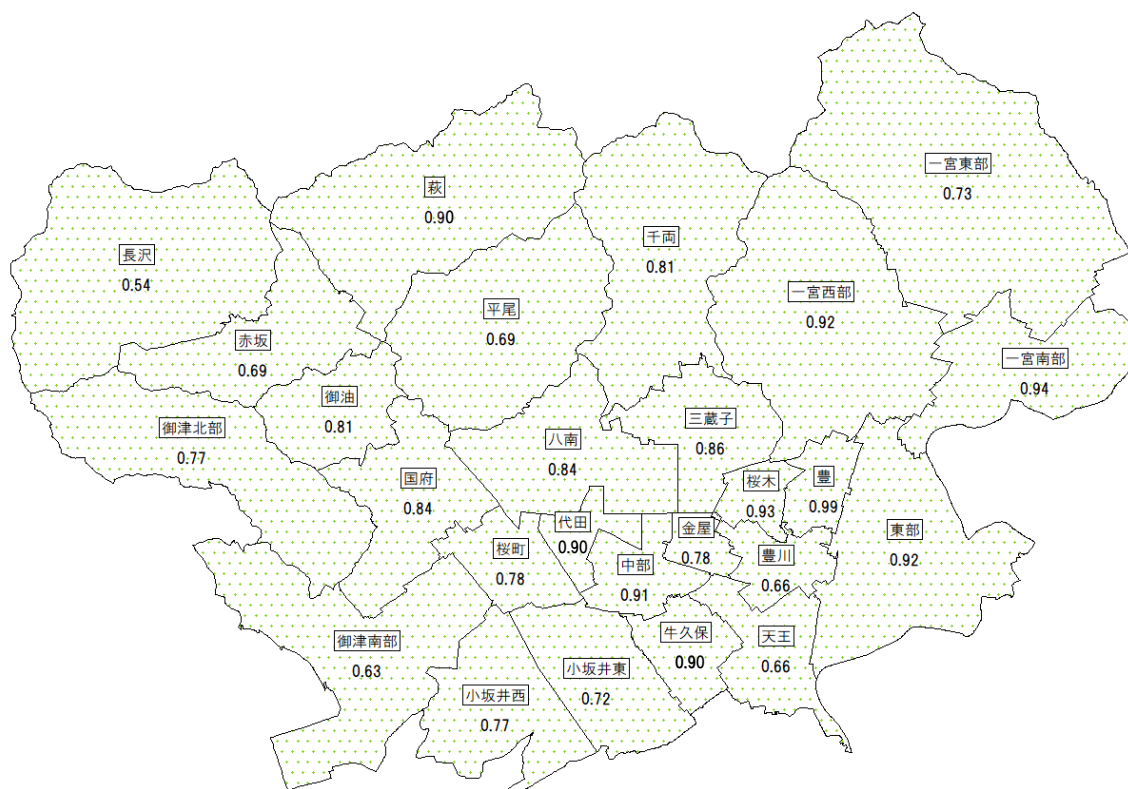 一宮東部
0.73
萩
0.90
千両
0.81
長沢
0.54
一宮西部
0.92
平尾
0.69
赤坂
0.69
一宮南部
0.94
御油
0.81
御津北部
0.77
三蔵子
0.86
八南
0.84
国府
0.84
桜木
0.93
豊
0.99
代田
0.90
金屋
0.78
東部
0.92
桜町
0.78
中部
0.91
豊川
0.66
御津南部
0.63
牛久保
0.90
天王
0.66
小坂井東
0.72
小坂井西
0.77